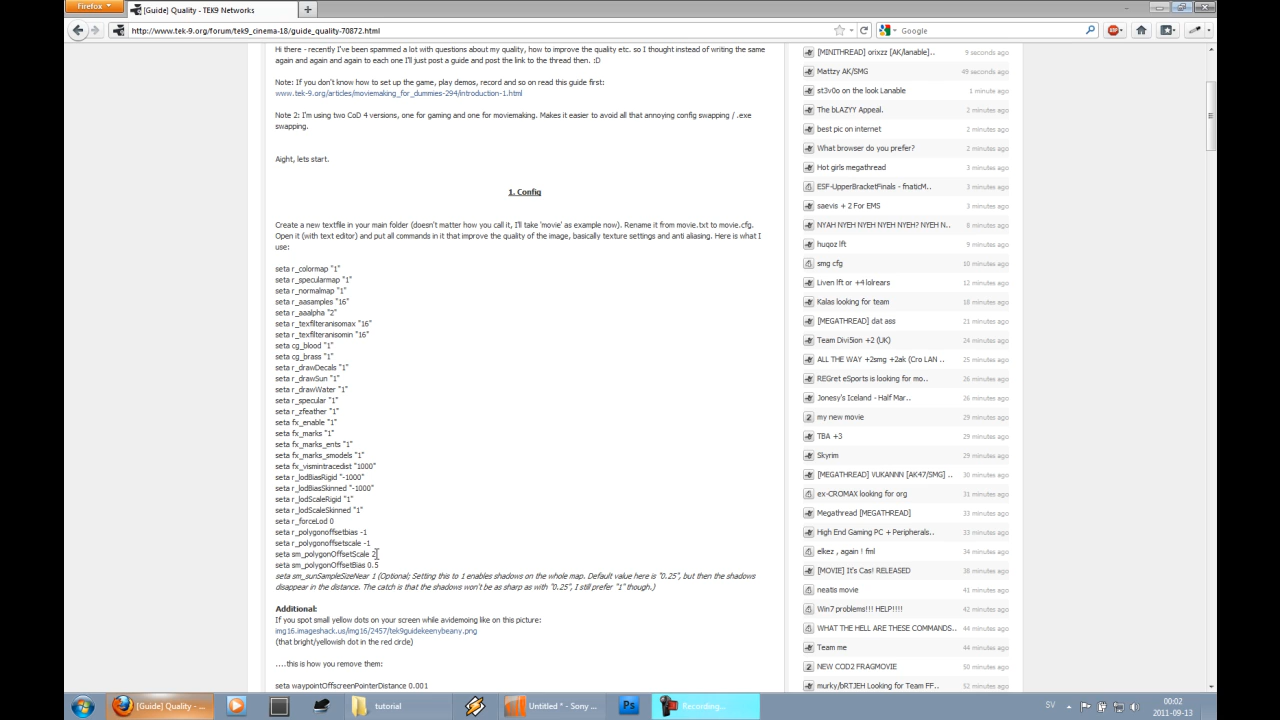 Firefox
[Guide] Quality - TEK9 Networks
http://www.tek-9.org/forum/tek9_cinema-18/guide_quality-70872.html
Google
Hi there - recently I've been spammed a lot with questions about my quality, how to improve the quality etc. so I thought instead of writing the same
again and again and again to each one I'll just post a guide and post the link to the thread then. :D
Note: If you don't know how to set up the game, play demos, record and so on read this guide first:
www.tek-9.org/articles/moviemaking_for_dummies-294/introduction-1.html
Note 2: I'm using two CoD 4 versions, one for gaming and one for moviemaking. Makes it easier to avoid all that annoying config swapping / .exe
swapping.
Aight, lets start.
1. Config
Create a new textfile in your main folder (doesn't matter how you call it, I'll take 'movie' as example now). Rename it from movie.txt to movie.cfg.
Open it (with text editor) and put all commands in it that improve the quality of the image, basically texture settings and anti aliasing. Here is what I
use:
seta r_colormap "1"
seta r_specularmap "1"
seta r_normalmap "1"
seta r_aasamples "16"
seta r_aaalpha "2"
seta r_texfilteranisomax "16"
seta r_texfilteranisomin "16"
seta cg_blood "1"
seta cg_brass "1"
seta r_drawDecals "1"
seta r_drawSun "1"
seta r_drawWater "1"
seta r_specular "1"
seta r_zfeather "1"
seta fx_enable "1"
seta fx_marks "1"
seta fx_marks_ents "1"
seta fx_marks_smodels "1"
seta fx_vismintracedist "1000"
seta r_lodBiasRigid "-1000"
seta r_lodBiasSkinned "-1000"
seta r_lodScaleRigid "1"
seta r_lodScaleSkinned "1"
seta r_forceLod 0
seta r_polygonoffsetbias -1
seta r_polygonoffsetscale -1
seta sm_polygonOffsetScale 2
seta sm_polygonOffsetBias 0.5
seta sm_sunSampleSizeNear 1 (Optional; Setting this to 1 enables shadows on the whole map. Default value here is "0.25", but then the shadows
disappear in the distance. The catch is that the shadows won't be as sharp as with "0.25", I still prefer "1" though.)
Additional:
If you spot small yellow dots on your screen while avidemoing like on this picture:
img16.imageshack.us/img16/2457/tek9guidekeenybeany.png
(that bright/yellowish dot in the red circle)
....this is how you remove them:
seta waypointOffscreenPointerDistance 0.001
[MINITHREAD] orixzz [AK/lanable].. 9 seconds ago
Mattzy AK/SMG 49 seconds ago
st3v0o on the look Lanable 1 minute ago
The bLAZYY Appeal. 2 minutes ago
best pic on internet 2 minutes ago
What browser do you prefer? 2 minutes ago
Hot girls megathread 3 minutes ago
ESF-UpperBracketFinals - fnaticM.. 3 minutes ago
saevis + 2 For EMS 3 minutes ago
NYAH NYEH NYEH NYEH NYEH? NYEH N.. 8 minutes ago
huqoz lft 9 minutes ago
smg cfg 10 minutes ago
Liven lft or +4 lolrears 12 minutes ago
Kalas looking for team 18 minutes ago
[MEGATHREAD] dat ass 21 minutes ago
Team Divi5ion +2 (UK) 24 minutes ago
ALL THE WAY +2smg +2ak (Cro LAN .. 25 minutes ago
REGret eSports is looking for mo.. 26 minutes ago
Jonesy's Iceland - Half Mar.. 26 minutes ago
my new movie 29 minutes ago
TBA +3 29 minutes ago
Skyrim 29 minutes ago
[MEGATHREAD] VUKANNN [AK47/SMG] .. 30 minutes ago
ex-CROMAX looking for org 31 minutes ago
Megathread [MEGATHREAD] 33 minutes ago
High End Gaming PC + Peripherals.. 33 minutes ago
elkez , again ! fml 34 minutes ago
[MOVIE] It's Cas! RELEASED 39 minutes ago
neatis movie 41 minutes ago
Win7 problems!!! HELP!!!! 42 minutes ago
WHAT THE HELL ARE THESE COMMANDS.. 44 minutes ago
Team me 44 minutes ago
NEW COD2 FRAGMOVIE 50 minutes ago
murky/bRTJEH Looking for Team FF.. 52 minutes ago
[Guide] Quality - ...
tutorial
Untitled * - Sony ...
Ps
Recording...
SV
00:02
2011-09-13